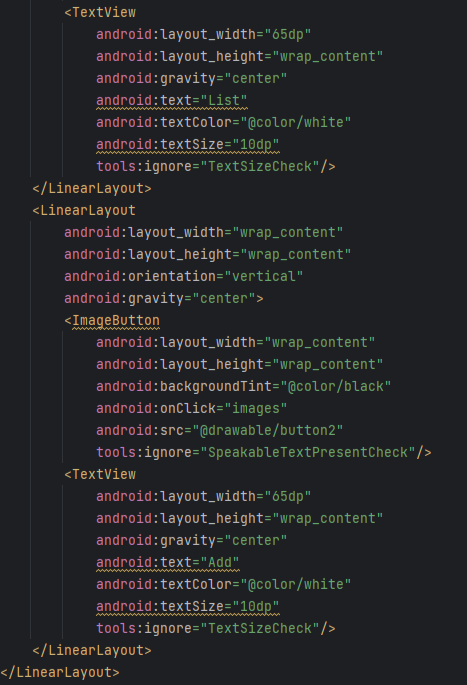 <TextView
android:layout_width="65dp"
android:layout_height="wrap_content"
android:gravity="center"
android:text="List"
android:textColor="@color/white"
android:textSize="10dp"
tools:ignore="TextSizeCheck"/>
</LinearLayout>
<LinearLayout
android:layout_width="wrap_content"
android:layout_height="wrap_content"
android:orientation="vertical"
android:gravity="center">
<ImageButton
android:layout_width="wrap_content"
android:layout_height="wrap_content"
android:backgroundTint="@color/black"
android:onClick="images"
android:src="@drawable/button2"
tools:ignore="SpeakableTextPresentCheck"/>
<TextView
android:layout_width="65dp"
android:layout_height="wrap_content"
android:gravity="center"
android:text="Add"
android:textColor="@color/white"
android:textSize="10dp"
tools:ignore="TextSizeCheck"/>
</LinearLayout>
</LinearLayout>